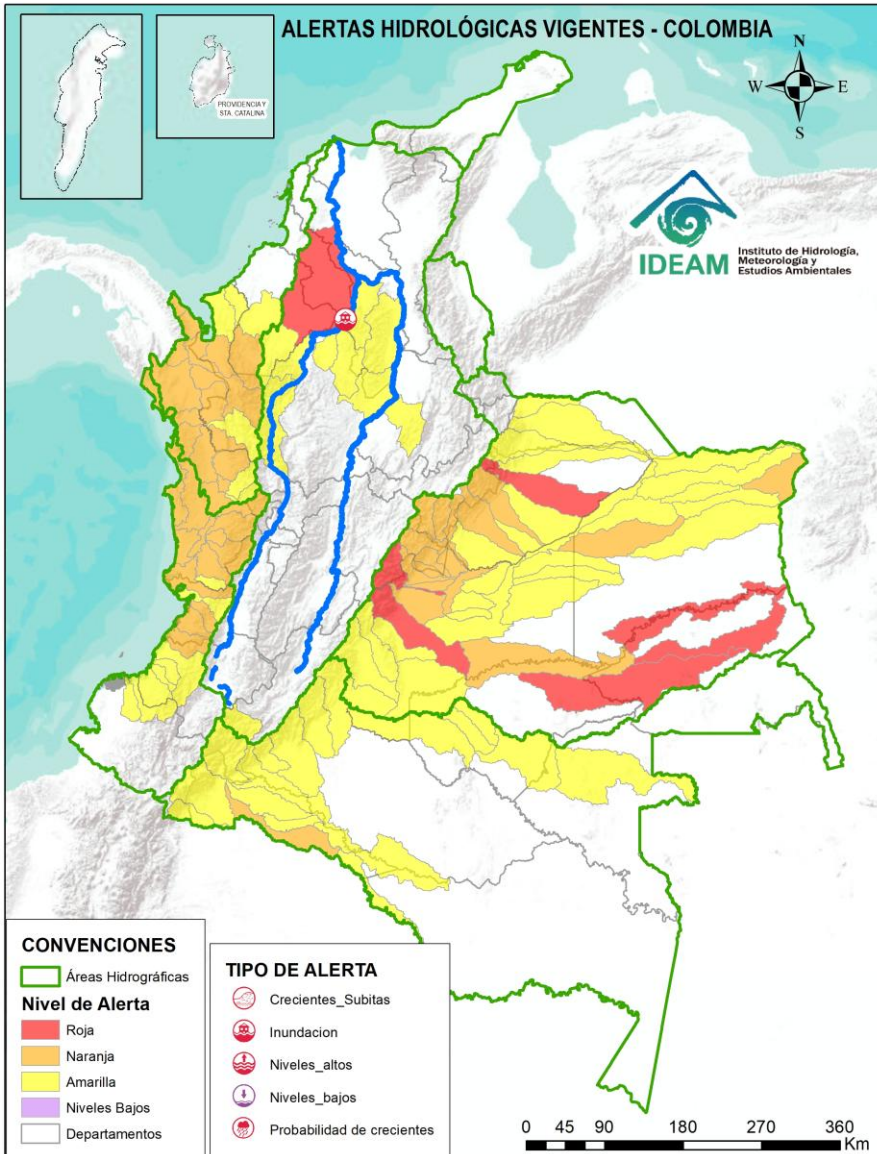 ALERTAS HIDROLÓGICAS VIGENTES - COLOMBIA
PROVIDENCIA Y
STA. CATALINA
N
W
E
S
IDEAM
Instituto de Hidrología,
Meteorología y
Estudios Ambientales
CONVENCIONES
Áreas Hidrográficas
Nivel de Alerta
Roja
Naranja
Amarilla
Niveles Bajos
Departamentos
TIPO DE ALERTA
Crecientes_Subitas
Inundacion
Niveles_altos
Niveles_bajos
Probabilidad de crecientes
0 45 90 180 270 360
Km